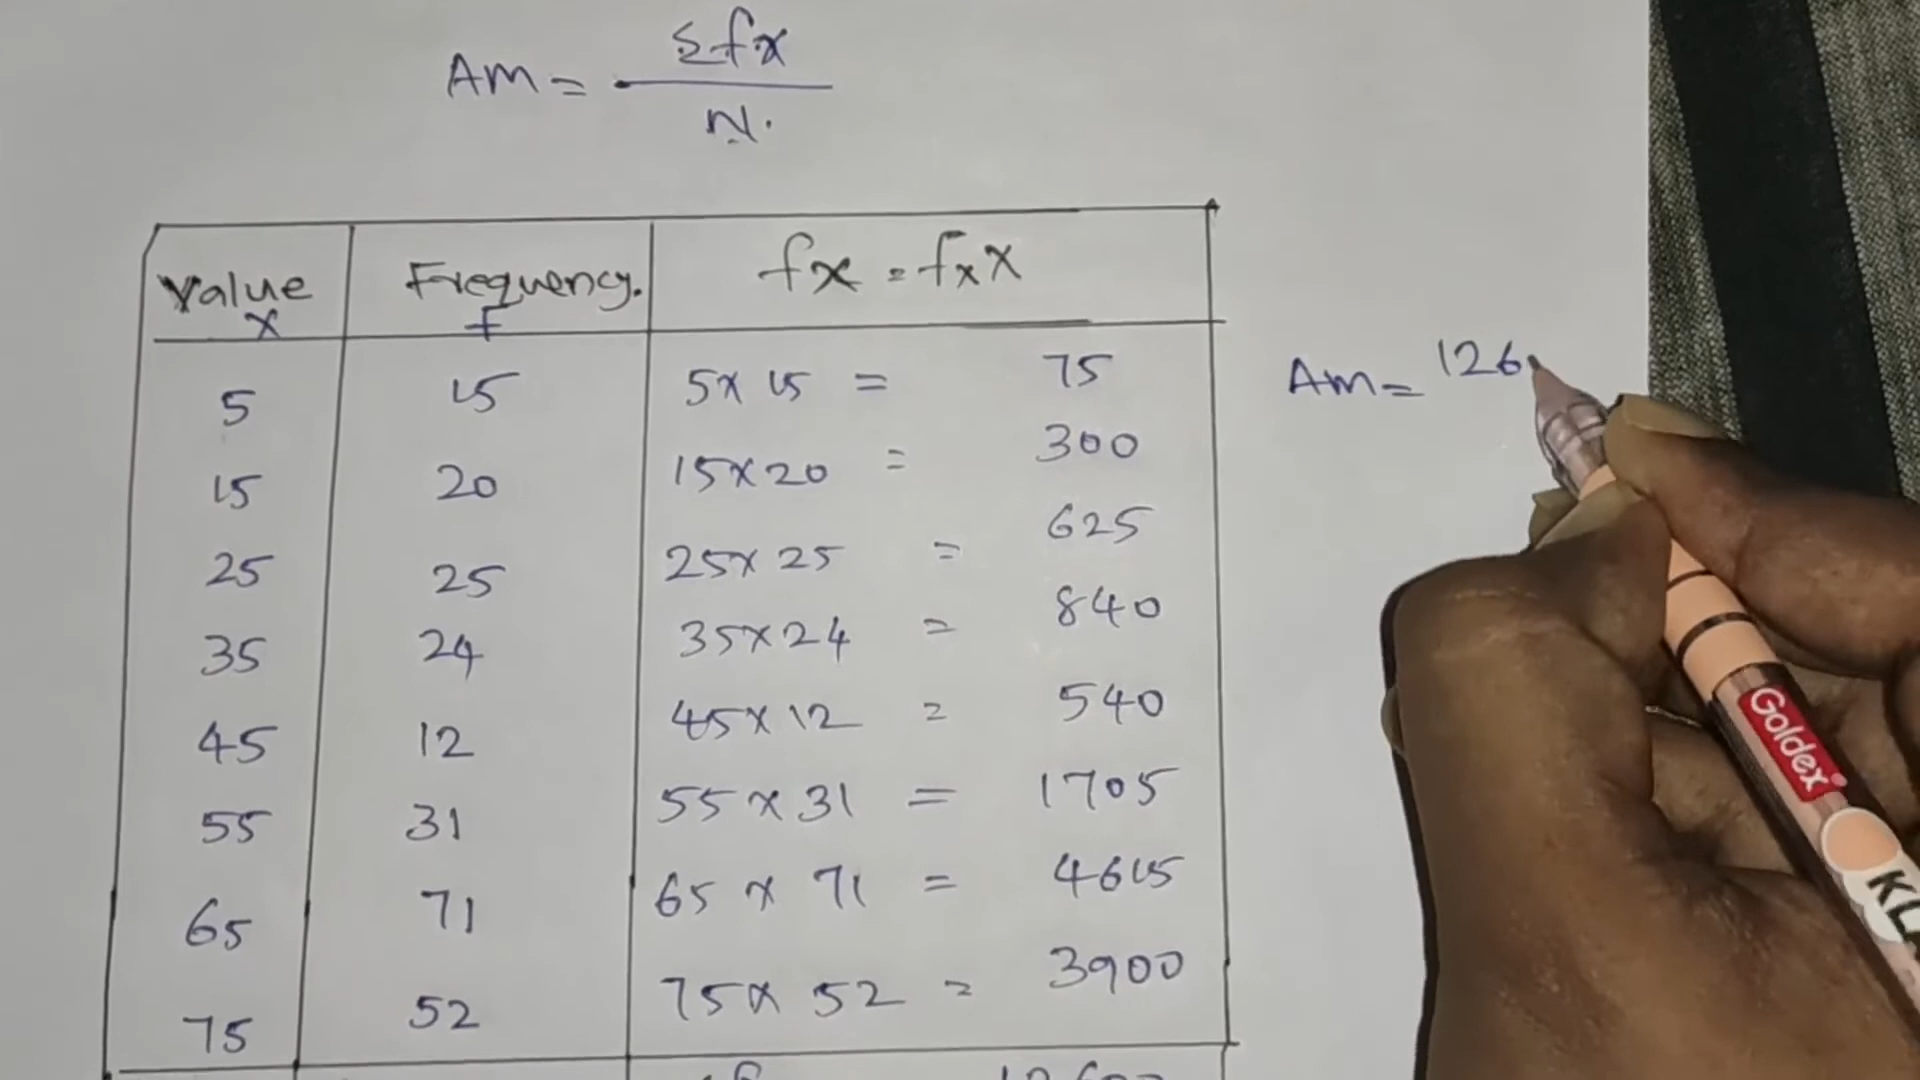 AM = Σfx
N.
Value Frequency. fx = fxX
x f
5 15 5x15 = 75
AM = 126
15 20 15x20 = 300
25 25 25x25 = 625
35 24 35x24 = 840
45 12 45x12 = 540
55 31 55x31 = 1705
65 71 65x71 = 4615
75 52 75x52 = 3900
Goldex